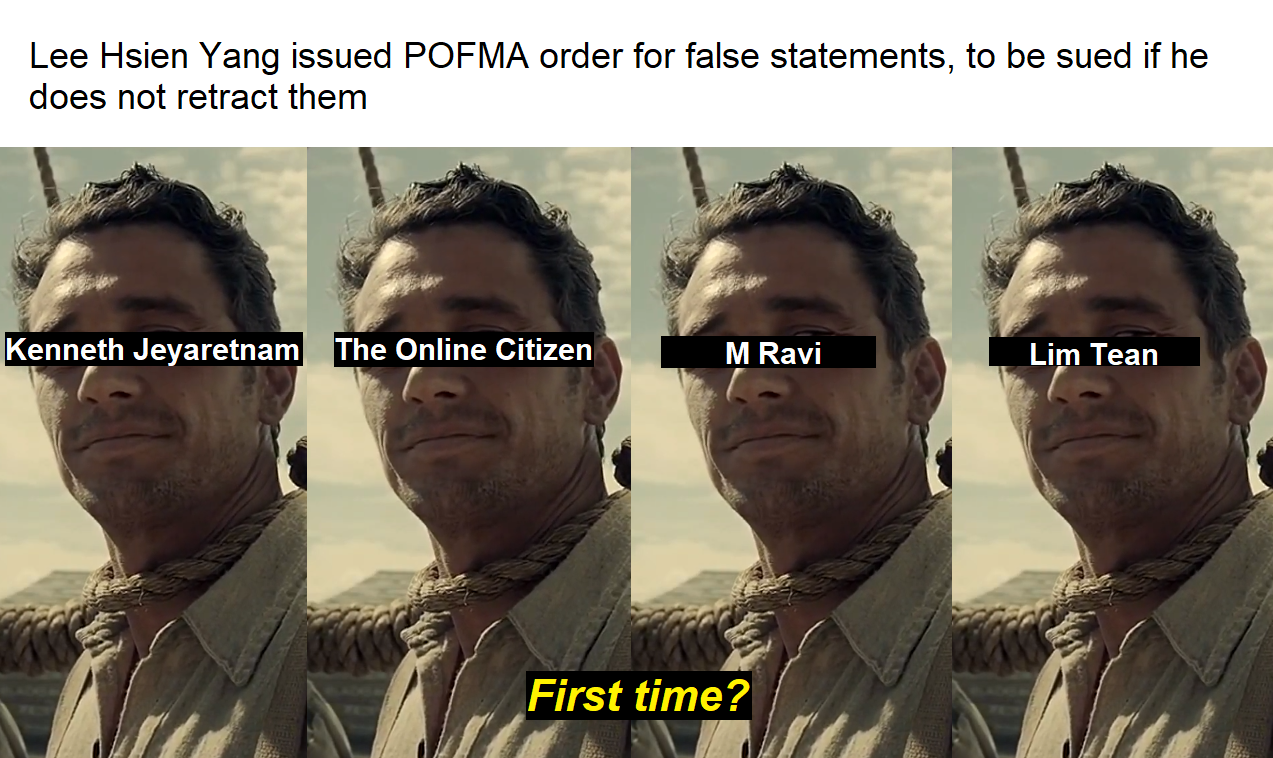 Lee Hsien Yang issued POFMA order for false statements, to be sued if he
does not retract them
Kenneth Jeyaretnam
The Online Citizen
M Ravi
Lim Tean
First time?